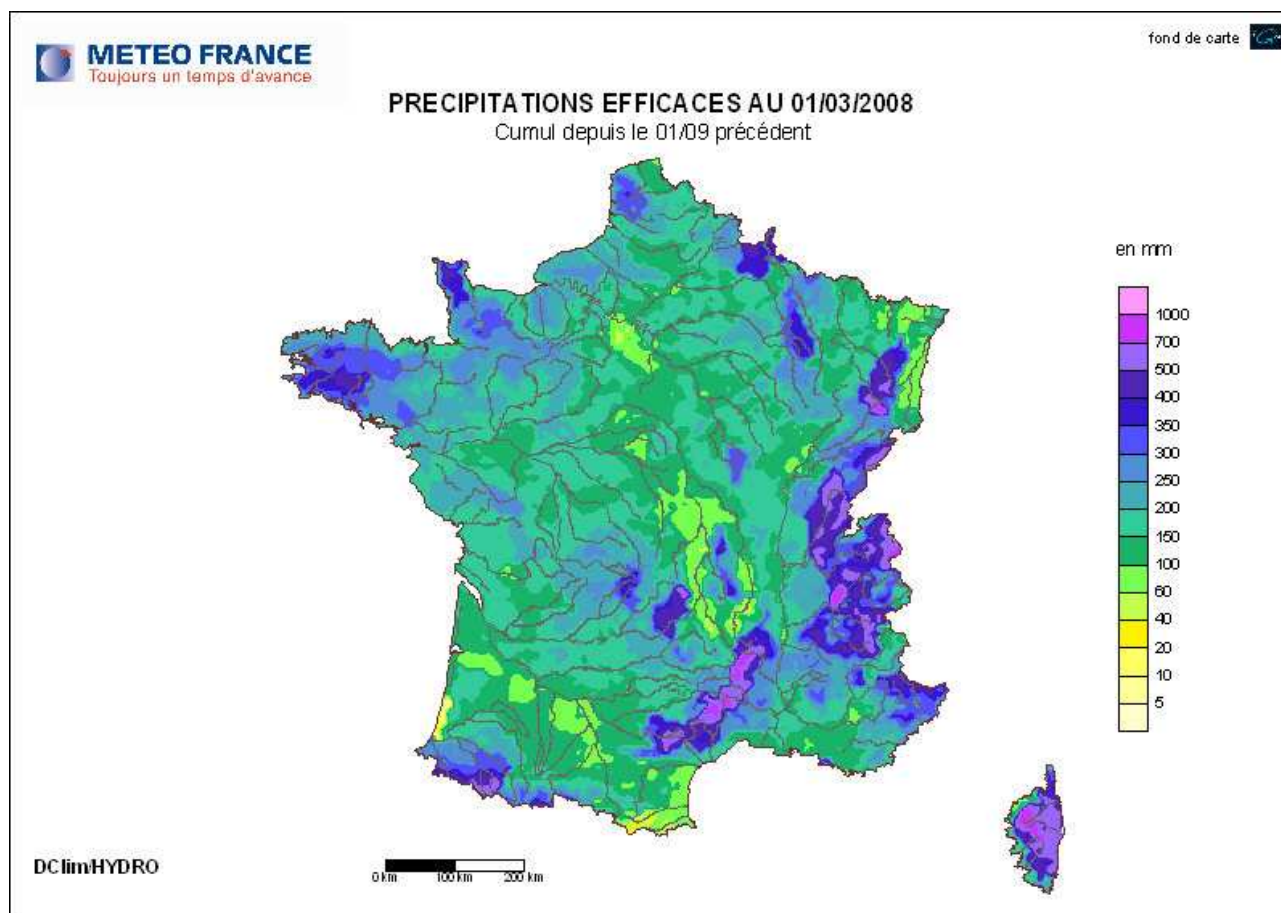 METEO FRANCE
Toujours un temps d'avance
fond de carte
PRECIPITATIONS EFFICACES AU 01/03/2008
Cumul depuis le 01/09 précédent
en mm
1000
700
500
400
350
300
250
200
150
100
60
40
20
10
5
DClim/HYDRO
0 km 100 km 200 km